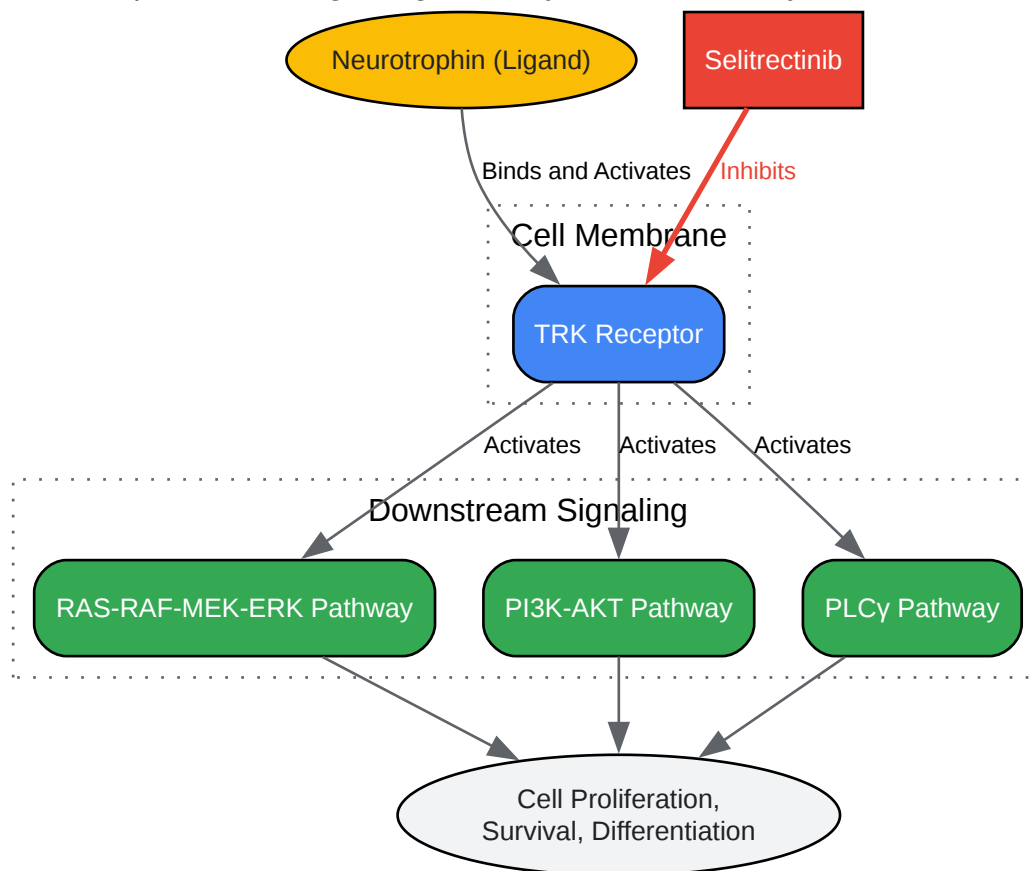 Neurotrophin (Ligand)
Selitrectinib
Binds and Activates
Inhibits
Cell Membrane
TRK Receptor
Activates
Activates
Activates
Downstream Signaling
RAS-RAF-MEK-ERK Pathway
PI3K-AKT Pathway
PLCγ Pathway
Cell Proliferation,
Survival, Differentiation